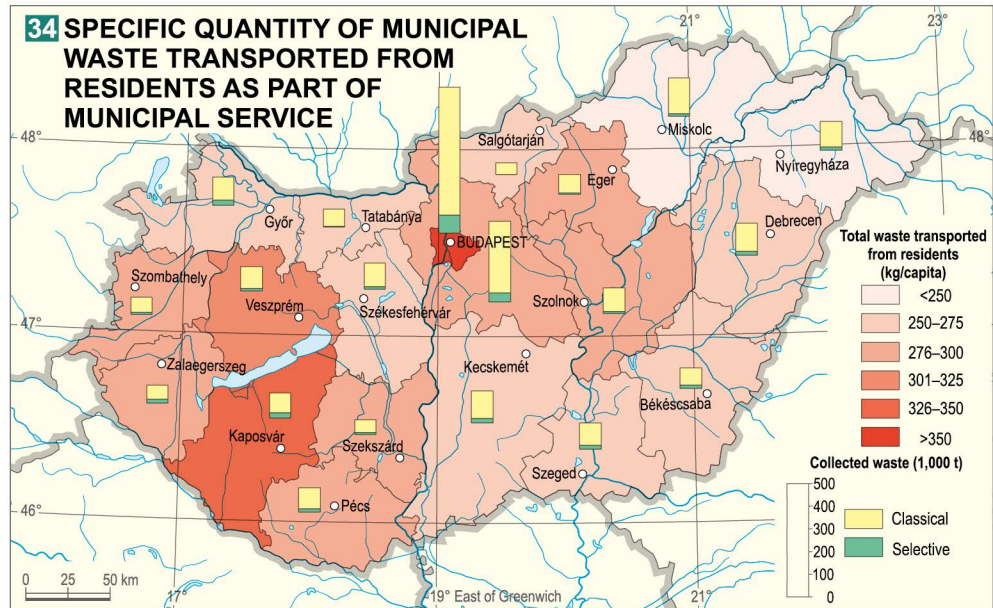 34 SPECIFIC QUANTITY OF MUNICIPAL
WASTE TRANSPORTED FROM
RESIDENTS AS PART OF
MUNICIPAL SERVICE
21°
23°
48°
48°
Salgótarján
Miskolc
Nyíregyháza
Eger
Győr
Tatabánya
Debrecen
BUDAPEST
Szombathely
Veszprém
Székesfehérvár
Szolnok
47°
Zalaegerszeg
Kecskemét
Békéscsaba
Kaposvár
Szekszárd
Szeged
Pécs
46°
17°
19° East of Greenwich
21°
0 25 50 km
Total waste transported
from residents
(kg/capita)
<250
250–275
276–300
301–325
326–350
>350
Collected waste (1,000 t)
500
400
300
200
100
0
Classical
Selective